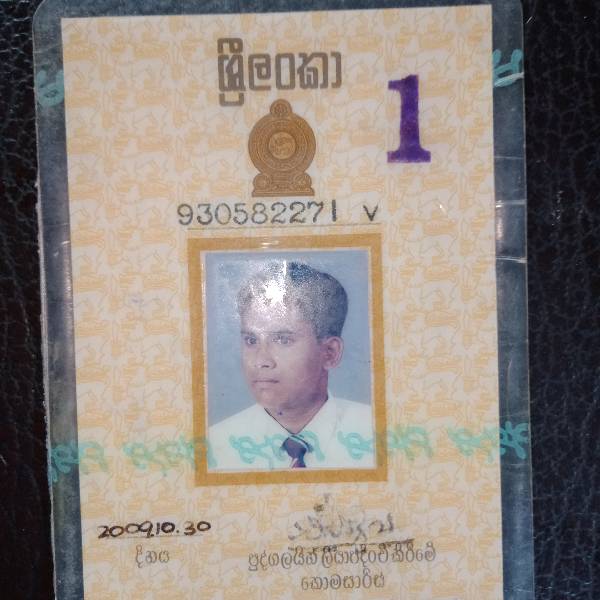 ශ්‍රී ලංකා
1
930582271 V
2009.10.30
දිනය
පුද්ගලයින් ලියාපදිංචි කිරීමේ
කොමසාරිස්